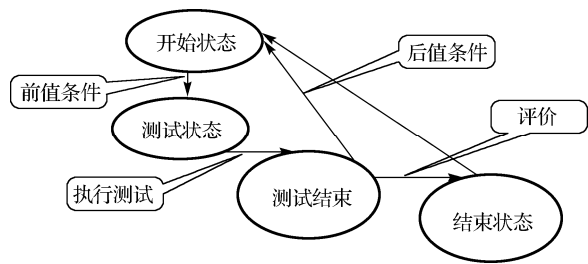 开始状态
后值条件
前值条件
测试状态
评价
执行测试
测试结束
结束状态